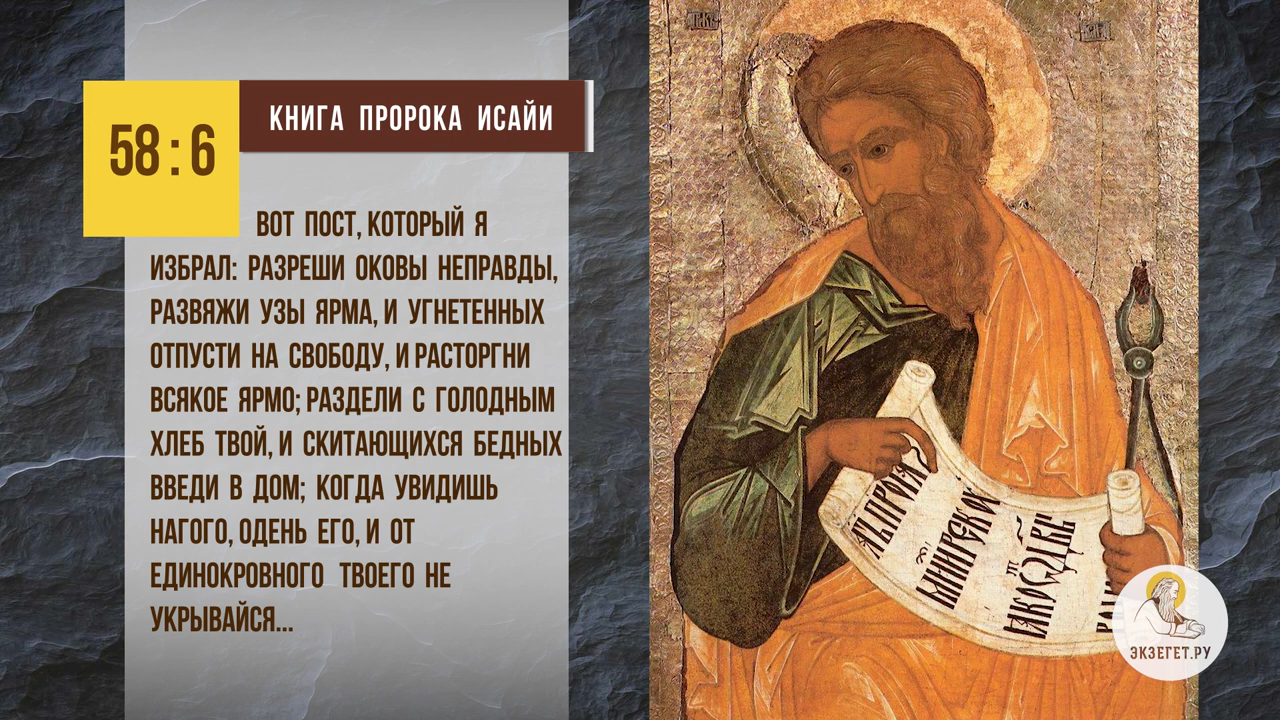 58:6
КНИГА ПРОРОКА ИСАЙИ
ВОТ ПОСТ, КОТОРЫЙ Я
ИЗБРАЛ: РАЗРЕШИ ОКОВЫ НЕПРАВДЫ,
РАЗВЯЖИ УЗЫ ЯРМА, И УГНЕТЕННЫХ
ОТПУСТИ НА СВОБОДУ, И РАСТОРГНИ
ВСЯКОЕ ЯРМО; РАЗДЕЛИ С ГОЛОДНЫМ
ХЛЕБ ТВОЙ, И СКИТАЮЩИХСЯ БЕДНЫХ
ВВЕДИ В ДОМ; КОГДА УВИДИШЬ
НАГОГО, ОДЕНЬ ЕГО, И ОТ
ЕДИНОКРОВНОГО ТВОЕГО НЕ
УКРЫВАЙСЯ...
ЭКЗЕГЕТ.РУ